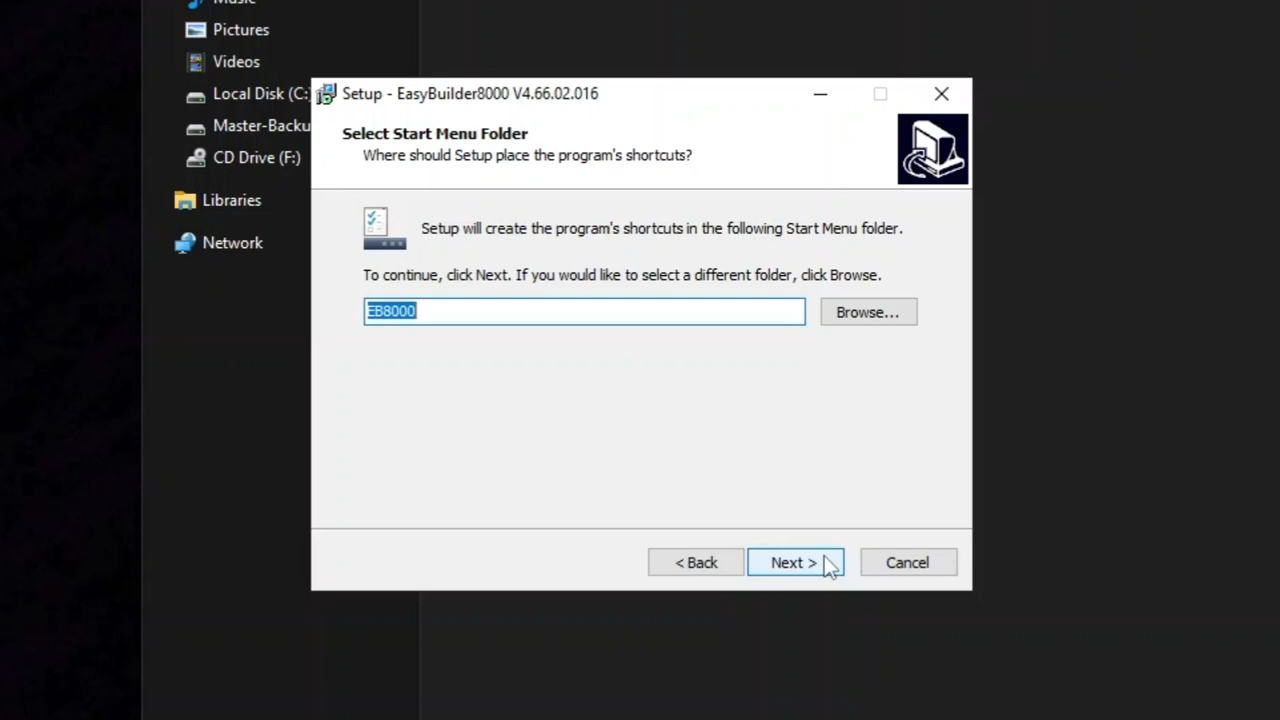 Music
Pictures
Videos
Local Disk (C:
Master-Backu
CD Drive (F:)
Libraries
Network
Setup - EasyBuilder8000 V4.66.02.016
Select Start Menu Folder
Where should Setup place the program's shortcuts?
Setup will create the program's shortcuts in the following Start Menu folder.
To continue, click Next. If you would like to select a different folder, click Browse.
EB8000
Browse...
< Back
Next >
Cancel